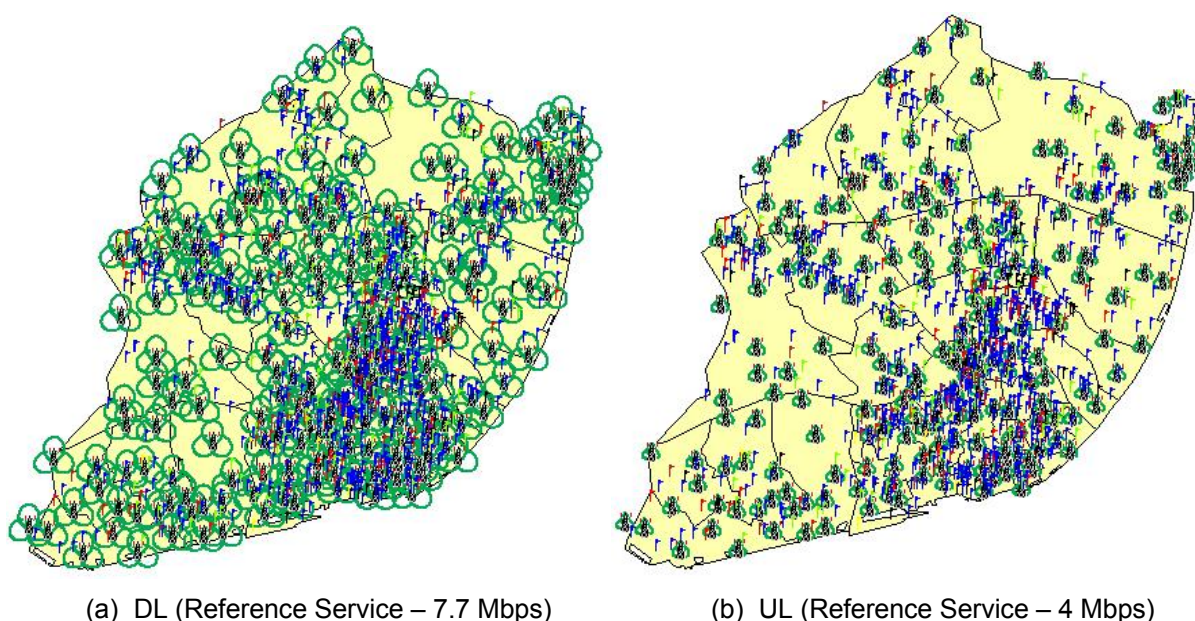 (a) DL (Reference Service – 7.7 Mbps)
(b) UL (Reference Service – 4 Mbps)